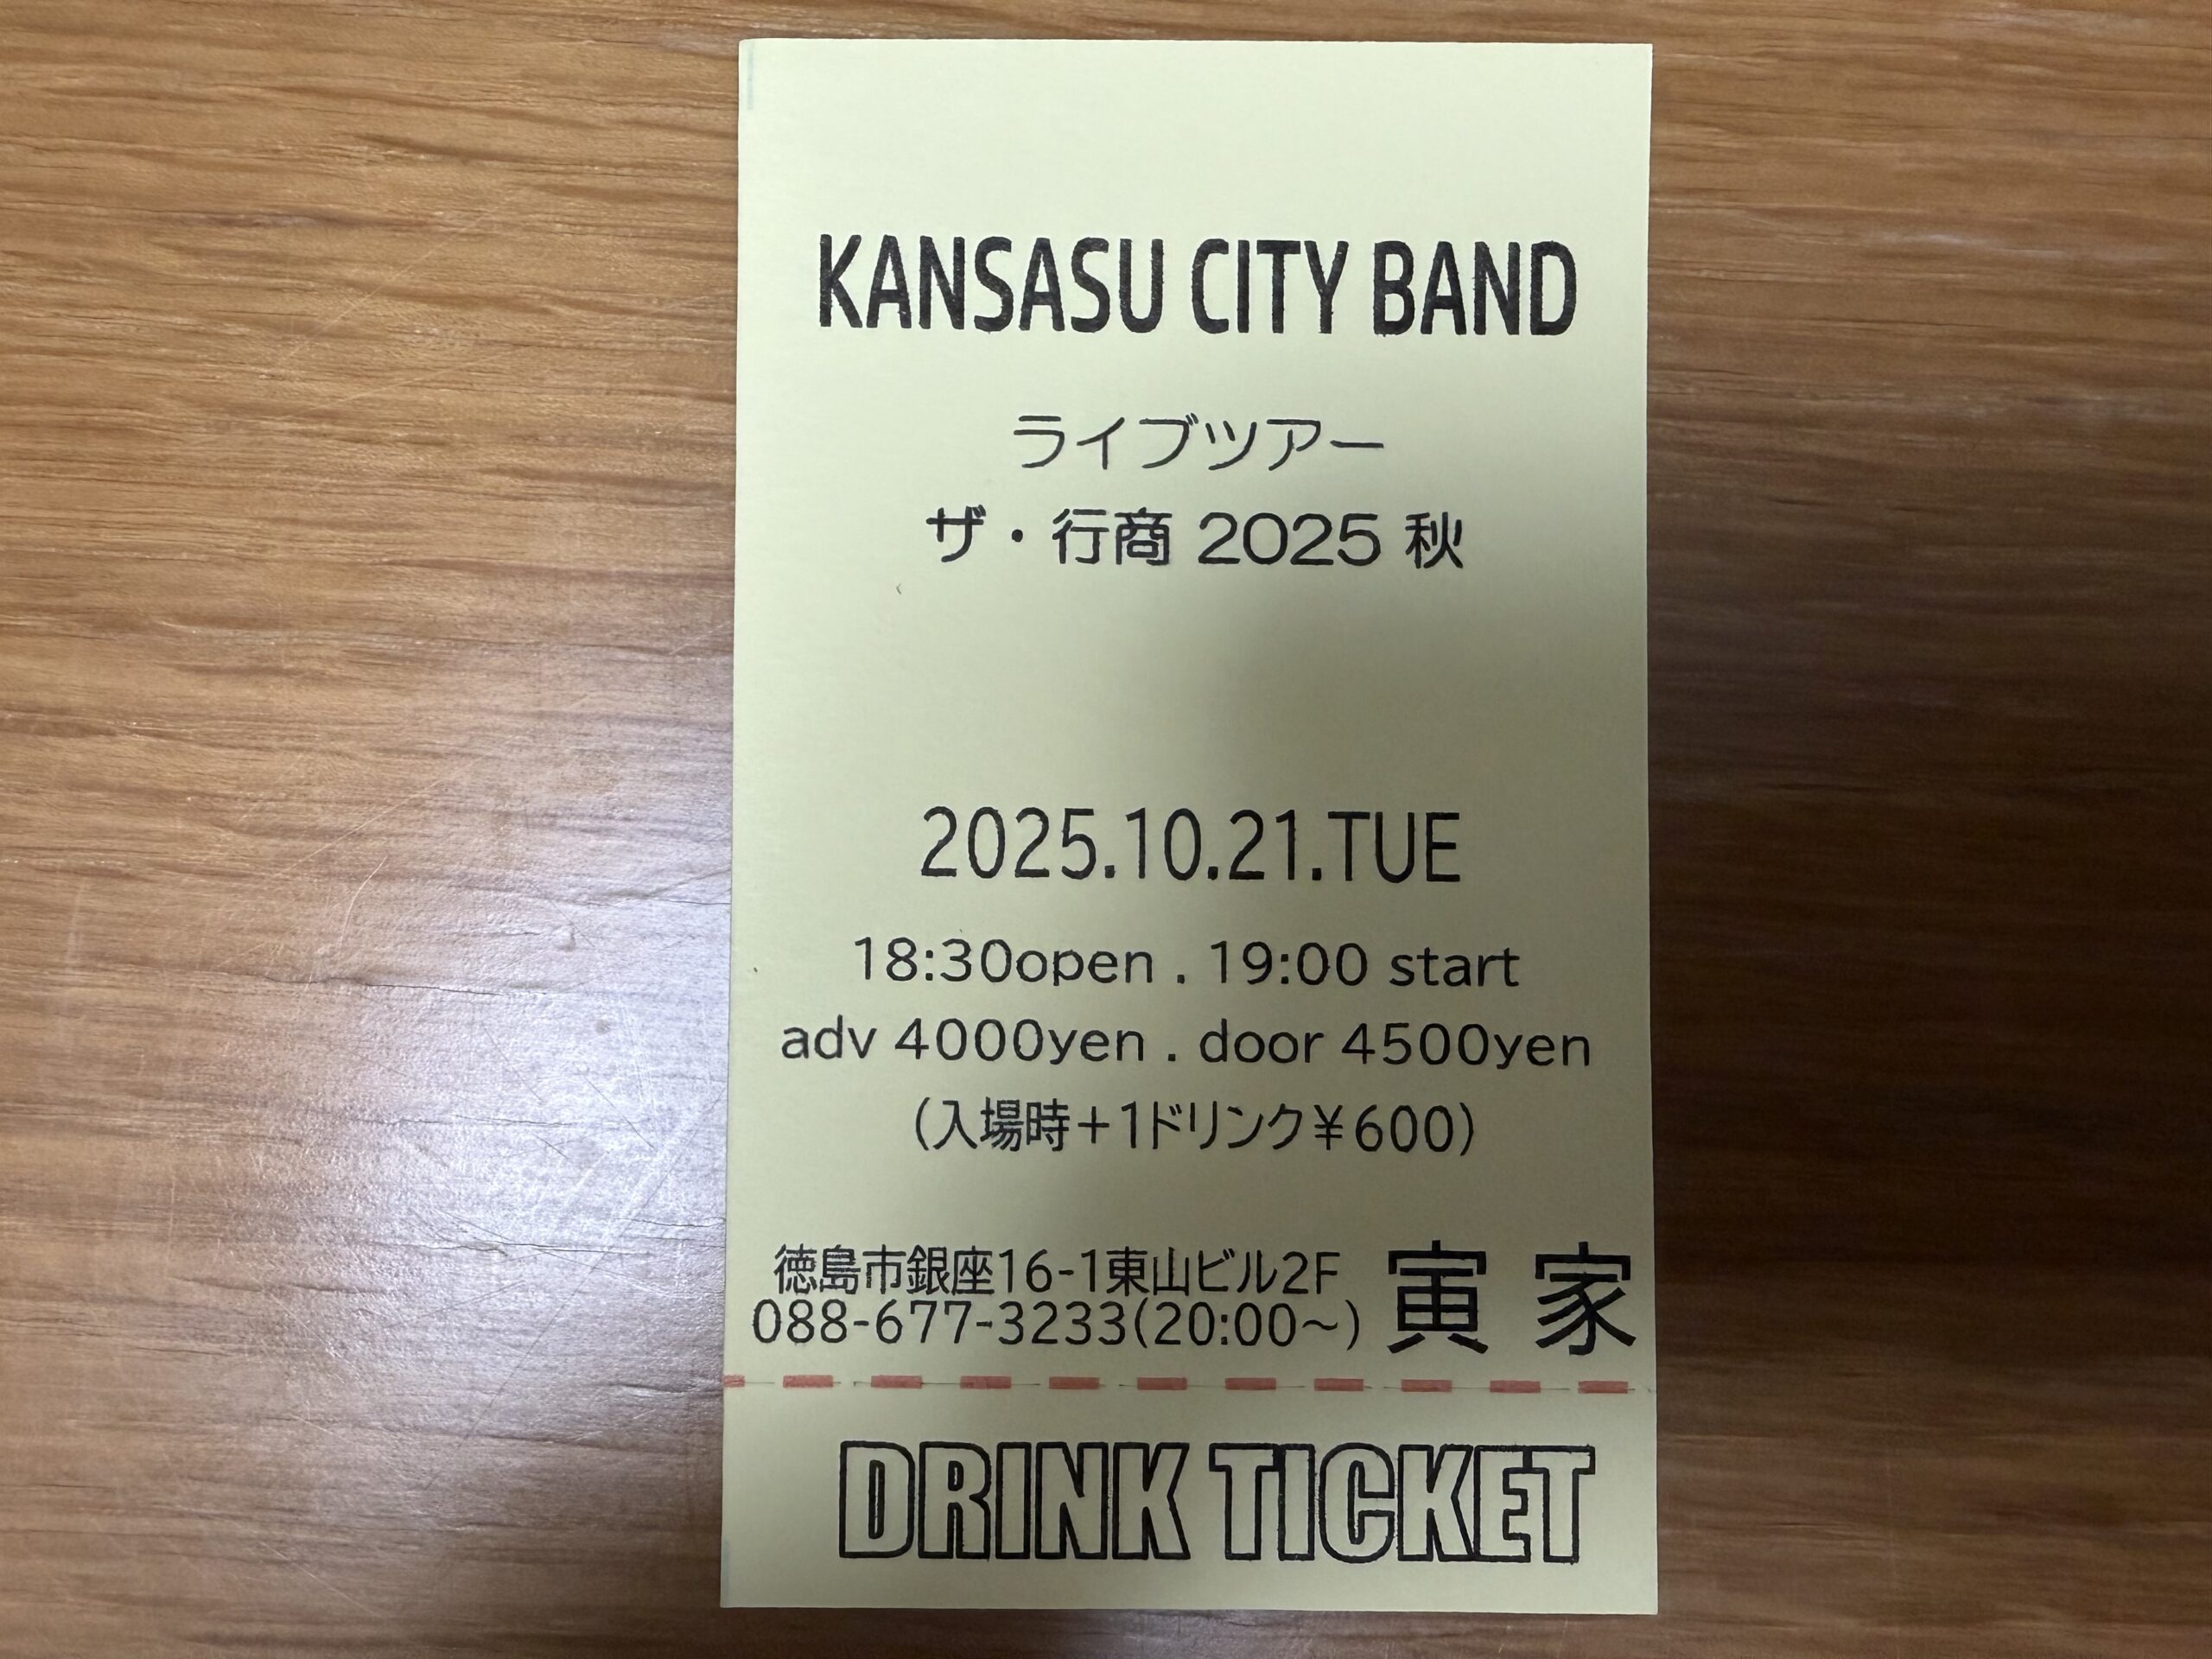 KANSASU CITY BAND
ライブツアー
ザ・行商 2025 秋
2025.10.21.TUE
18:30open . 19:00 start
adv 4000yen . door 4500yen
(入場時+1ドリンク¥600)
徳島市銀座16-1東山ビル2F
088-677-3233(20:00～)
寅 家
DRINK TICKET